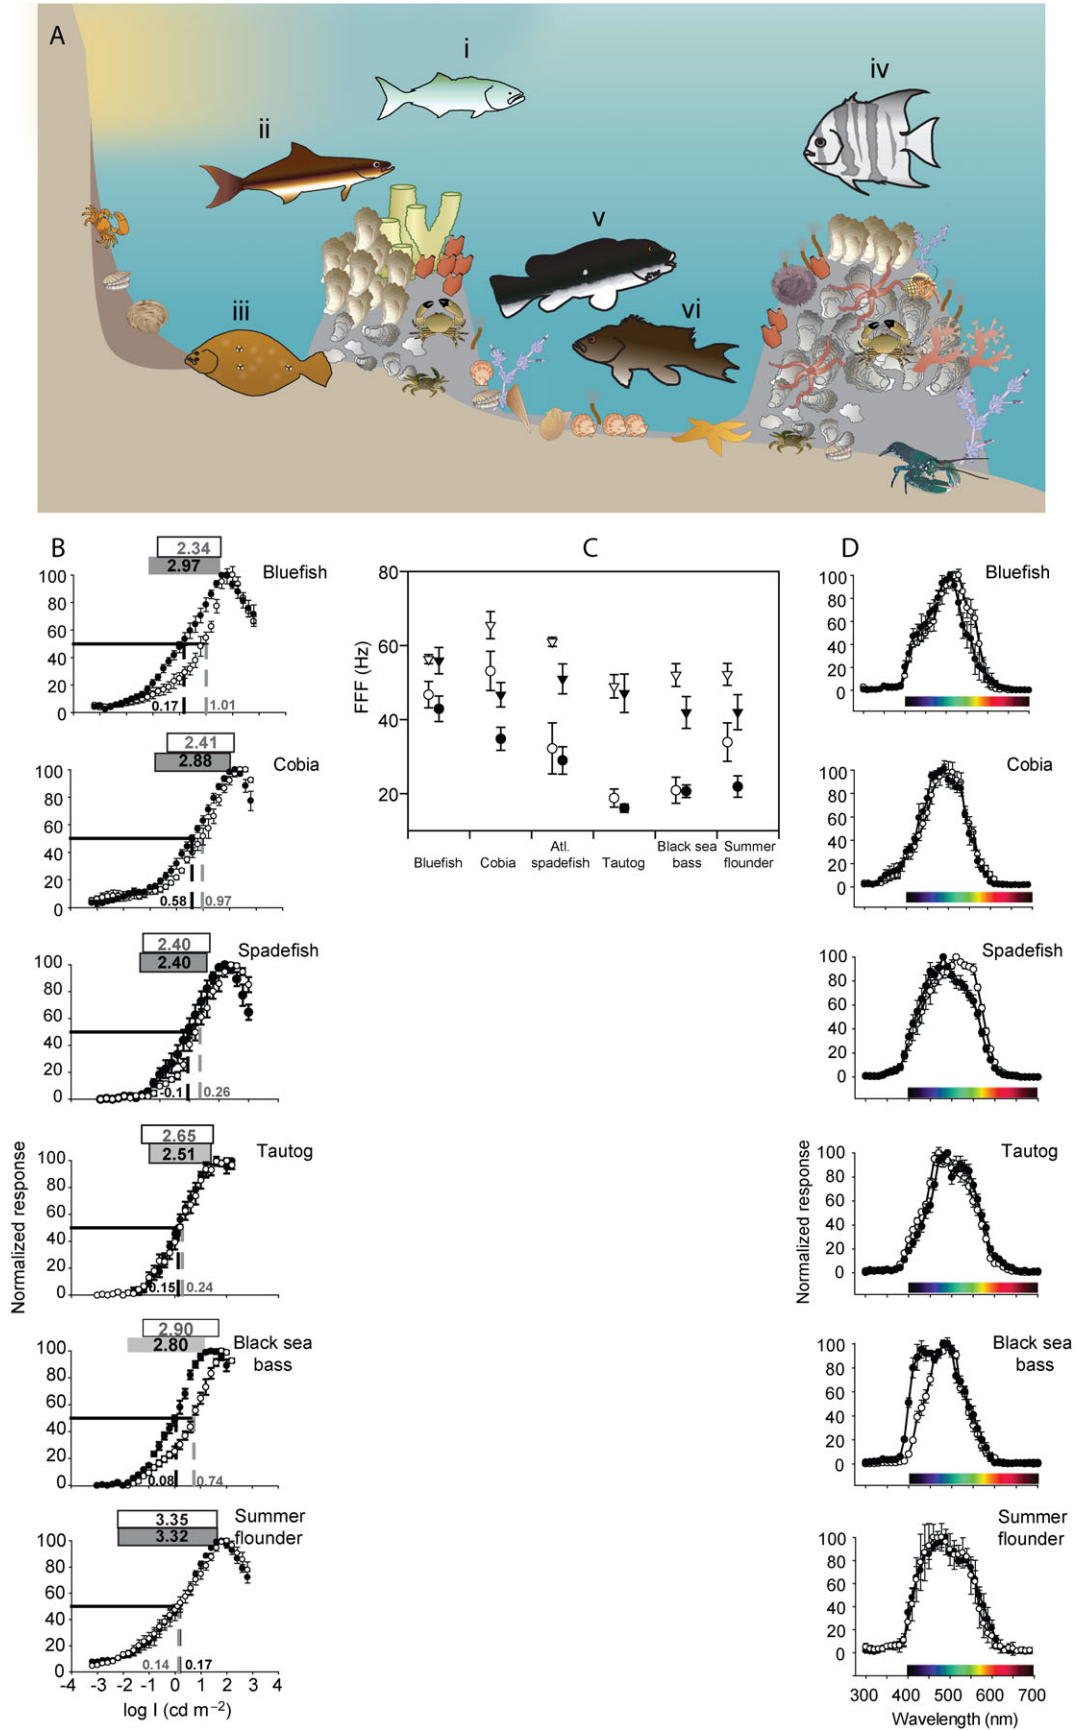 A
i
ii
iii
iv
v
vi
B
2.34
2.97
Bluefish
100
80
60
50
40
20
0
0.17
1.01
2.41
2.88
Cobia
100
80
60
50
40
20
0
0.58
0.97
2.40
2.40
Spadefish
100
80
60
50
40
20
0
-0.1
0.26
2.65
2.51
Tautog
100
80
60
50
40
20
0
0.15
0.24
2.90
2.80
Black sea
bass
100
80
60
50
40
20
0
0.08
0.74
3.35
3.32
Summer
flounder
100
80
60
50
40
20
0
0.14
0.17
-4 -3 -2 -1 0 1 2 3 4
log I (cd m−2)
Normalized response
C
80
60
40
20
FFF (Hz)
Bluefish
Cobia
Atl.
spadefish
Tautog
Black sea
bass
Summer
flounder
D
Bluefish
100
80
60
40
20
0
Cobia
100
80
60
40
20
0
Spadefish
100
80
60
40
20
0
Tautog
100
80
60
40
20
0
Black sea
bass
100
80
60
40
20
0
Summer
flounder
100
80
60
40
20
0
300 400 500 600 700
Wavelength (nm)
Normalized response